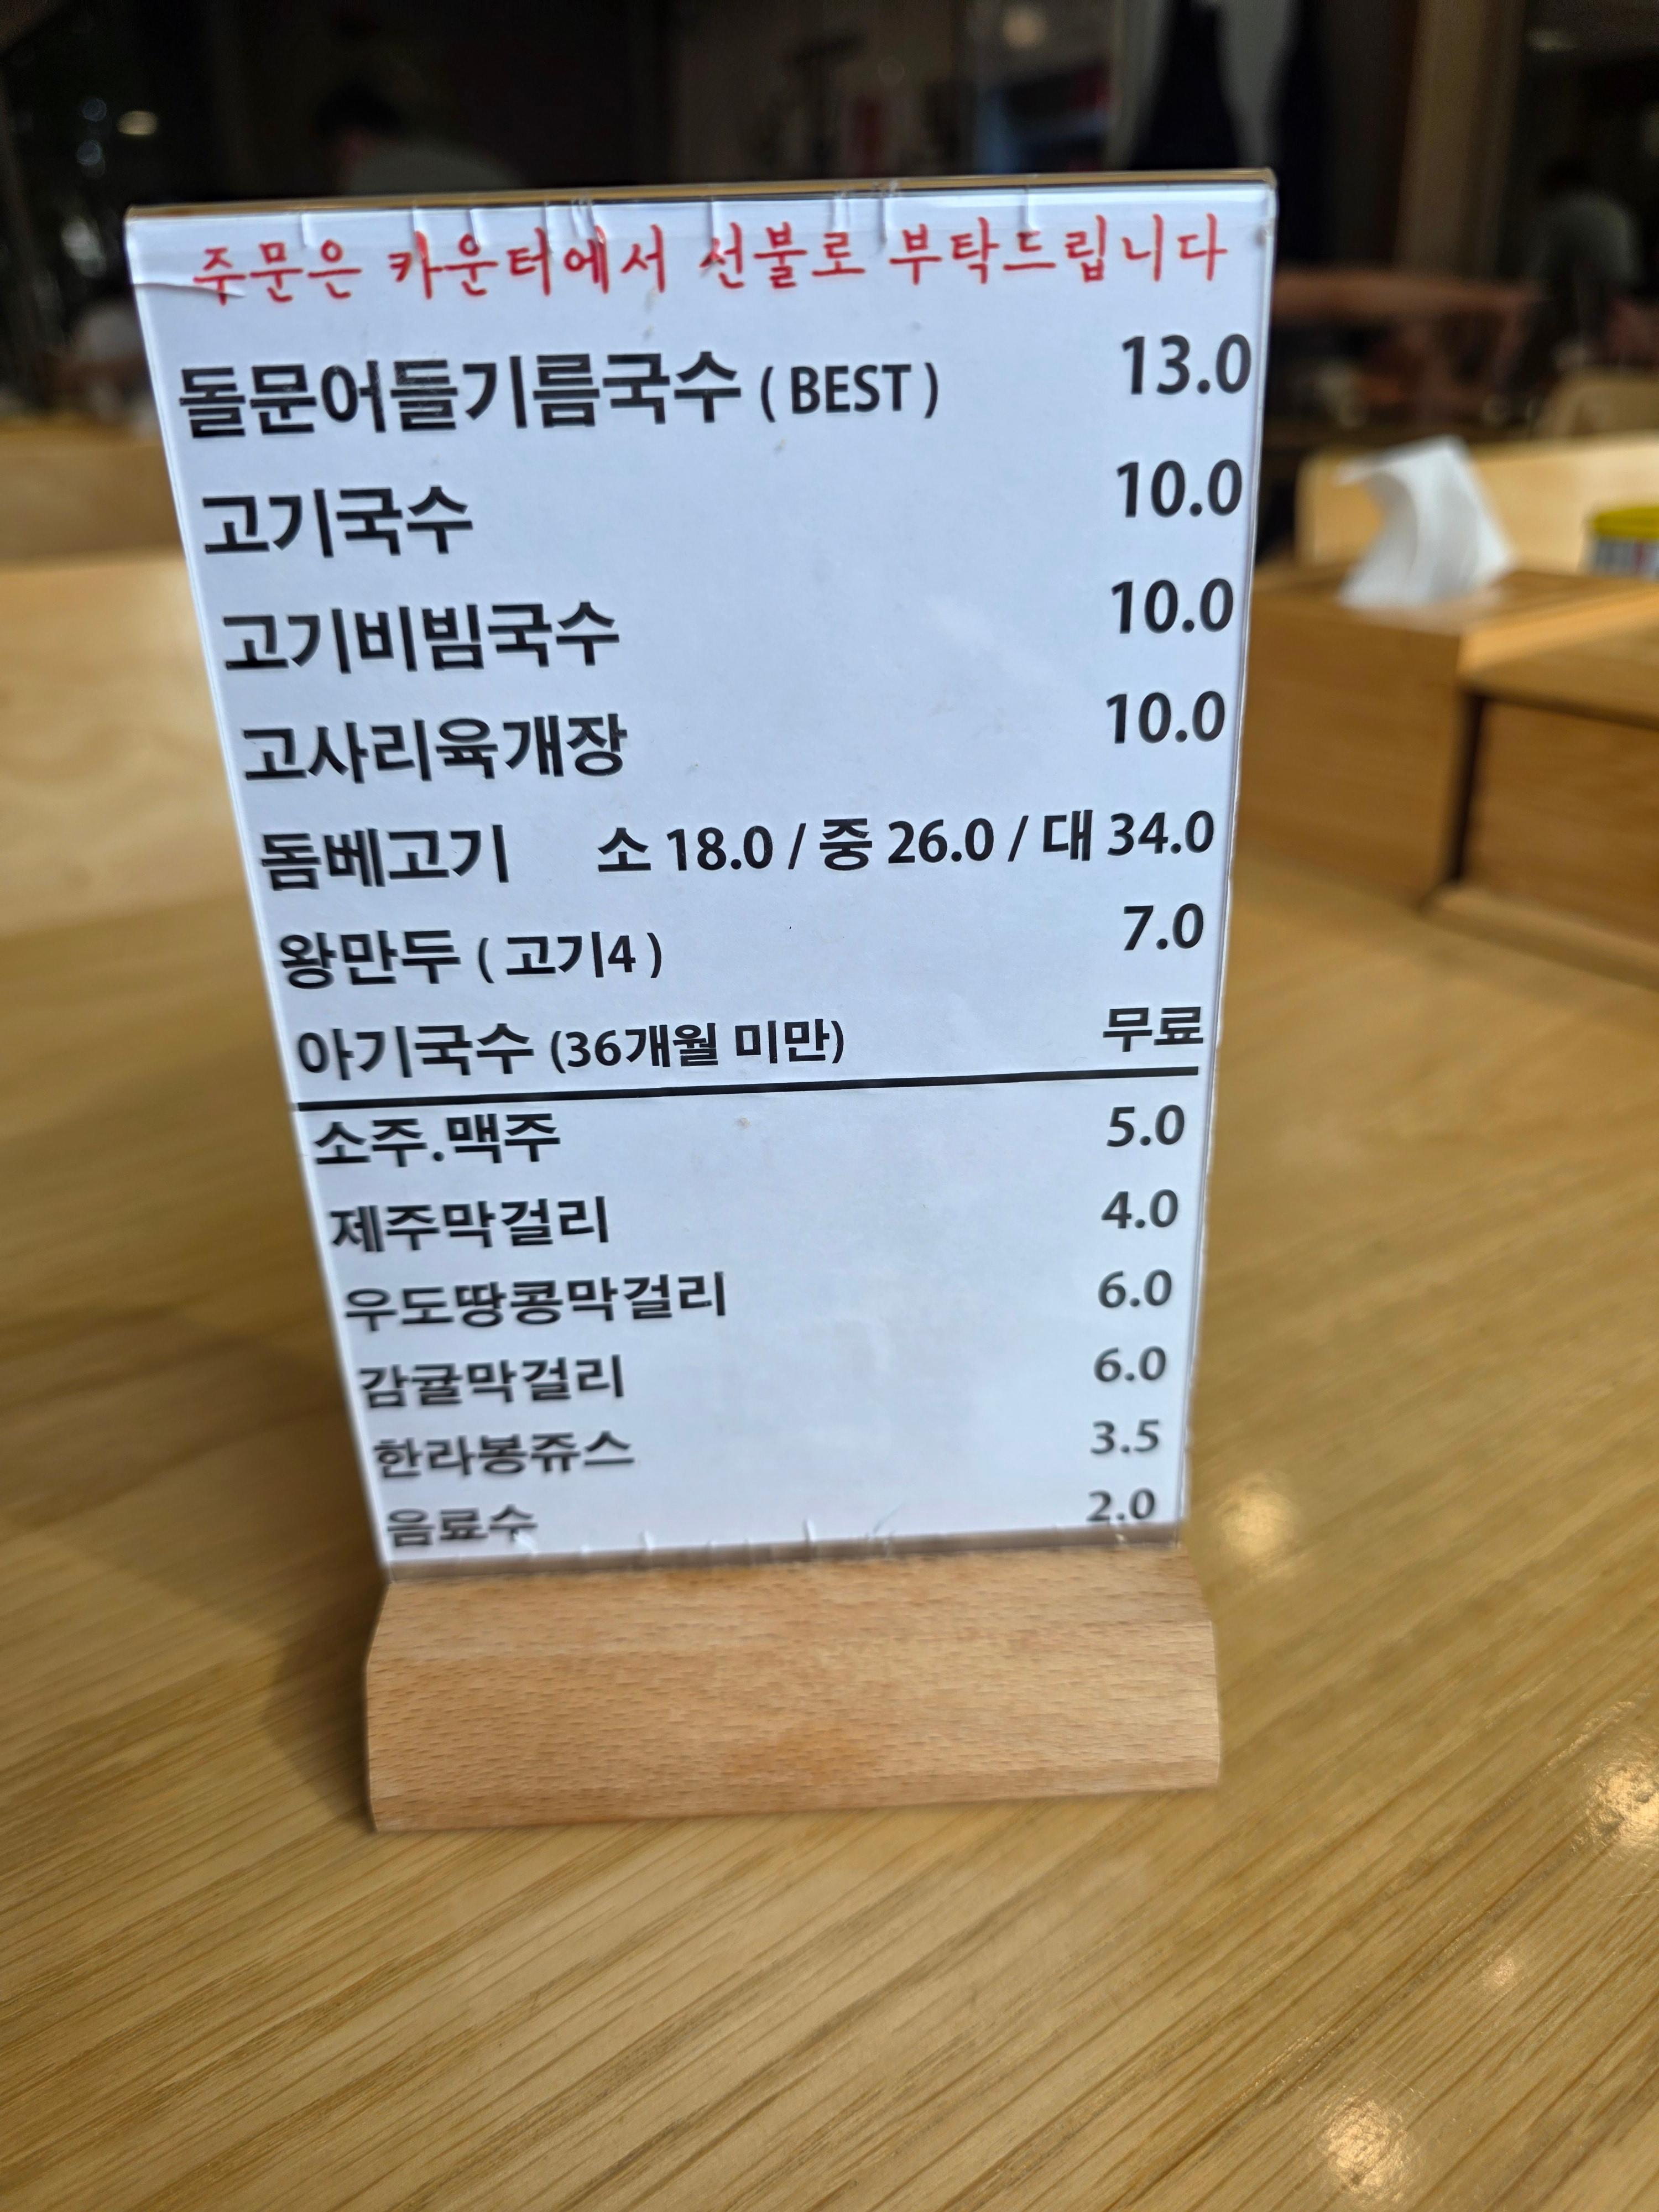 주문은 카운터에서 선불로 부탁드립니다
돌문어들기름국수 ( BEST ) 13.0
고기국수 10.0
고기비빔국수 10.0
고사리육개장 10.0
돔베고기 소 18.0 / 중 26.0 / 대 34.0
왕만두 ( 고기4 ) 7.0
아기국수 (36개월 미만) 무료
소주.맥주 5.0
제주막걸리 4.0
우도땅콩막걸리 6.0
감귤막걸리 6.0
한라봉쥬스 3.5
음료수 2.0